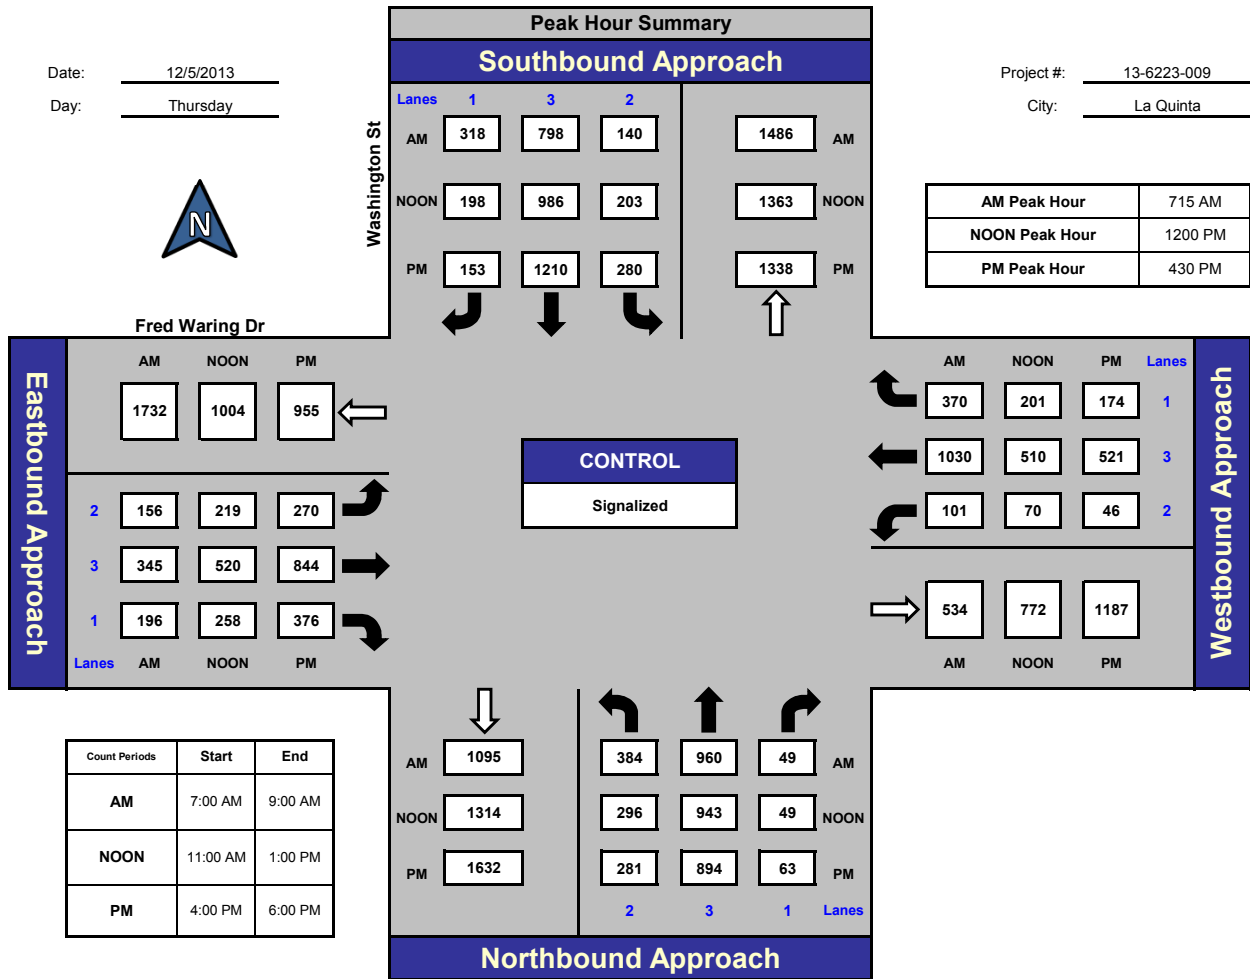 Peak Hour Summary
Southbound Approach
Date: 12/5/2013
Day: Thursday
Project #: 13-6223-009
City: La Quinta
Washington St
Lanes 1 3 2
AM 318 798 140 1486 AM
NOON 198 986 203 1363 NOON
PM 153 1210 280 1338 PM
N
AM Peak Hour 715 AM
NOON Peak Hour 1200 PM
PM Peak Hour 430 PM
Fred Waring Dr
Eastbound Approach
AM NOON PM
1732 1004 955
2 156 219 270
3 345 520 844
1 196 258 376
Lanes AM NOON PM
CONTROL
Signalized
AM NOON PM Lanes
370 201 174 1
1030 510 521 3
101 70 46 2
534 772 1187
AM NOON PM
Westbound Approach
Count Periods Start End
AM 7:00 AM 9:00 AM
NOON 11:00 AM 1:00 PM
PM 4:00 PM 6:00 PM
AM 1095 384 960 49 AM
NOON 1314 296 943 49 NOON
PM 1632 281 894 63 PM
2 3 1 Lanes
Northbound Approach